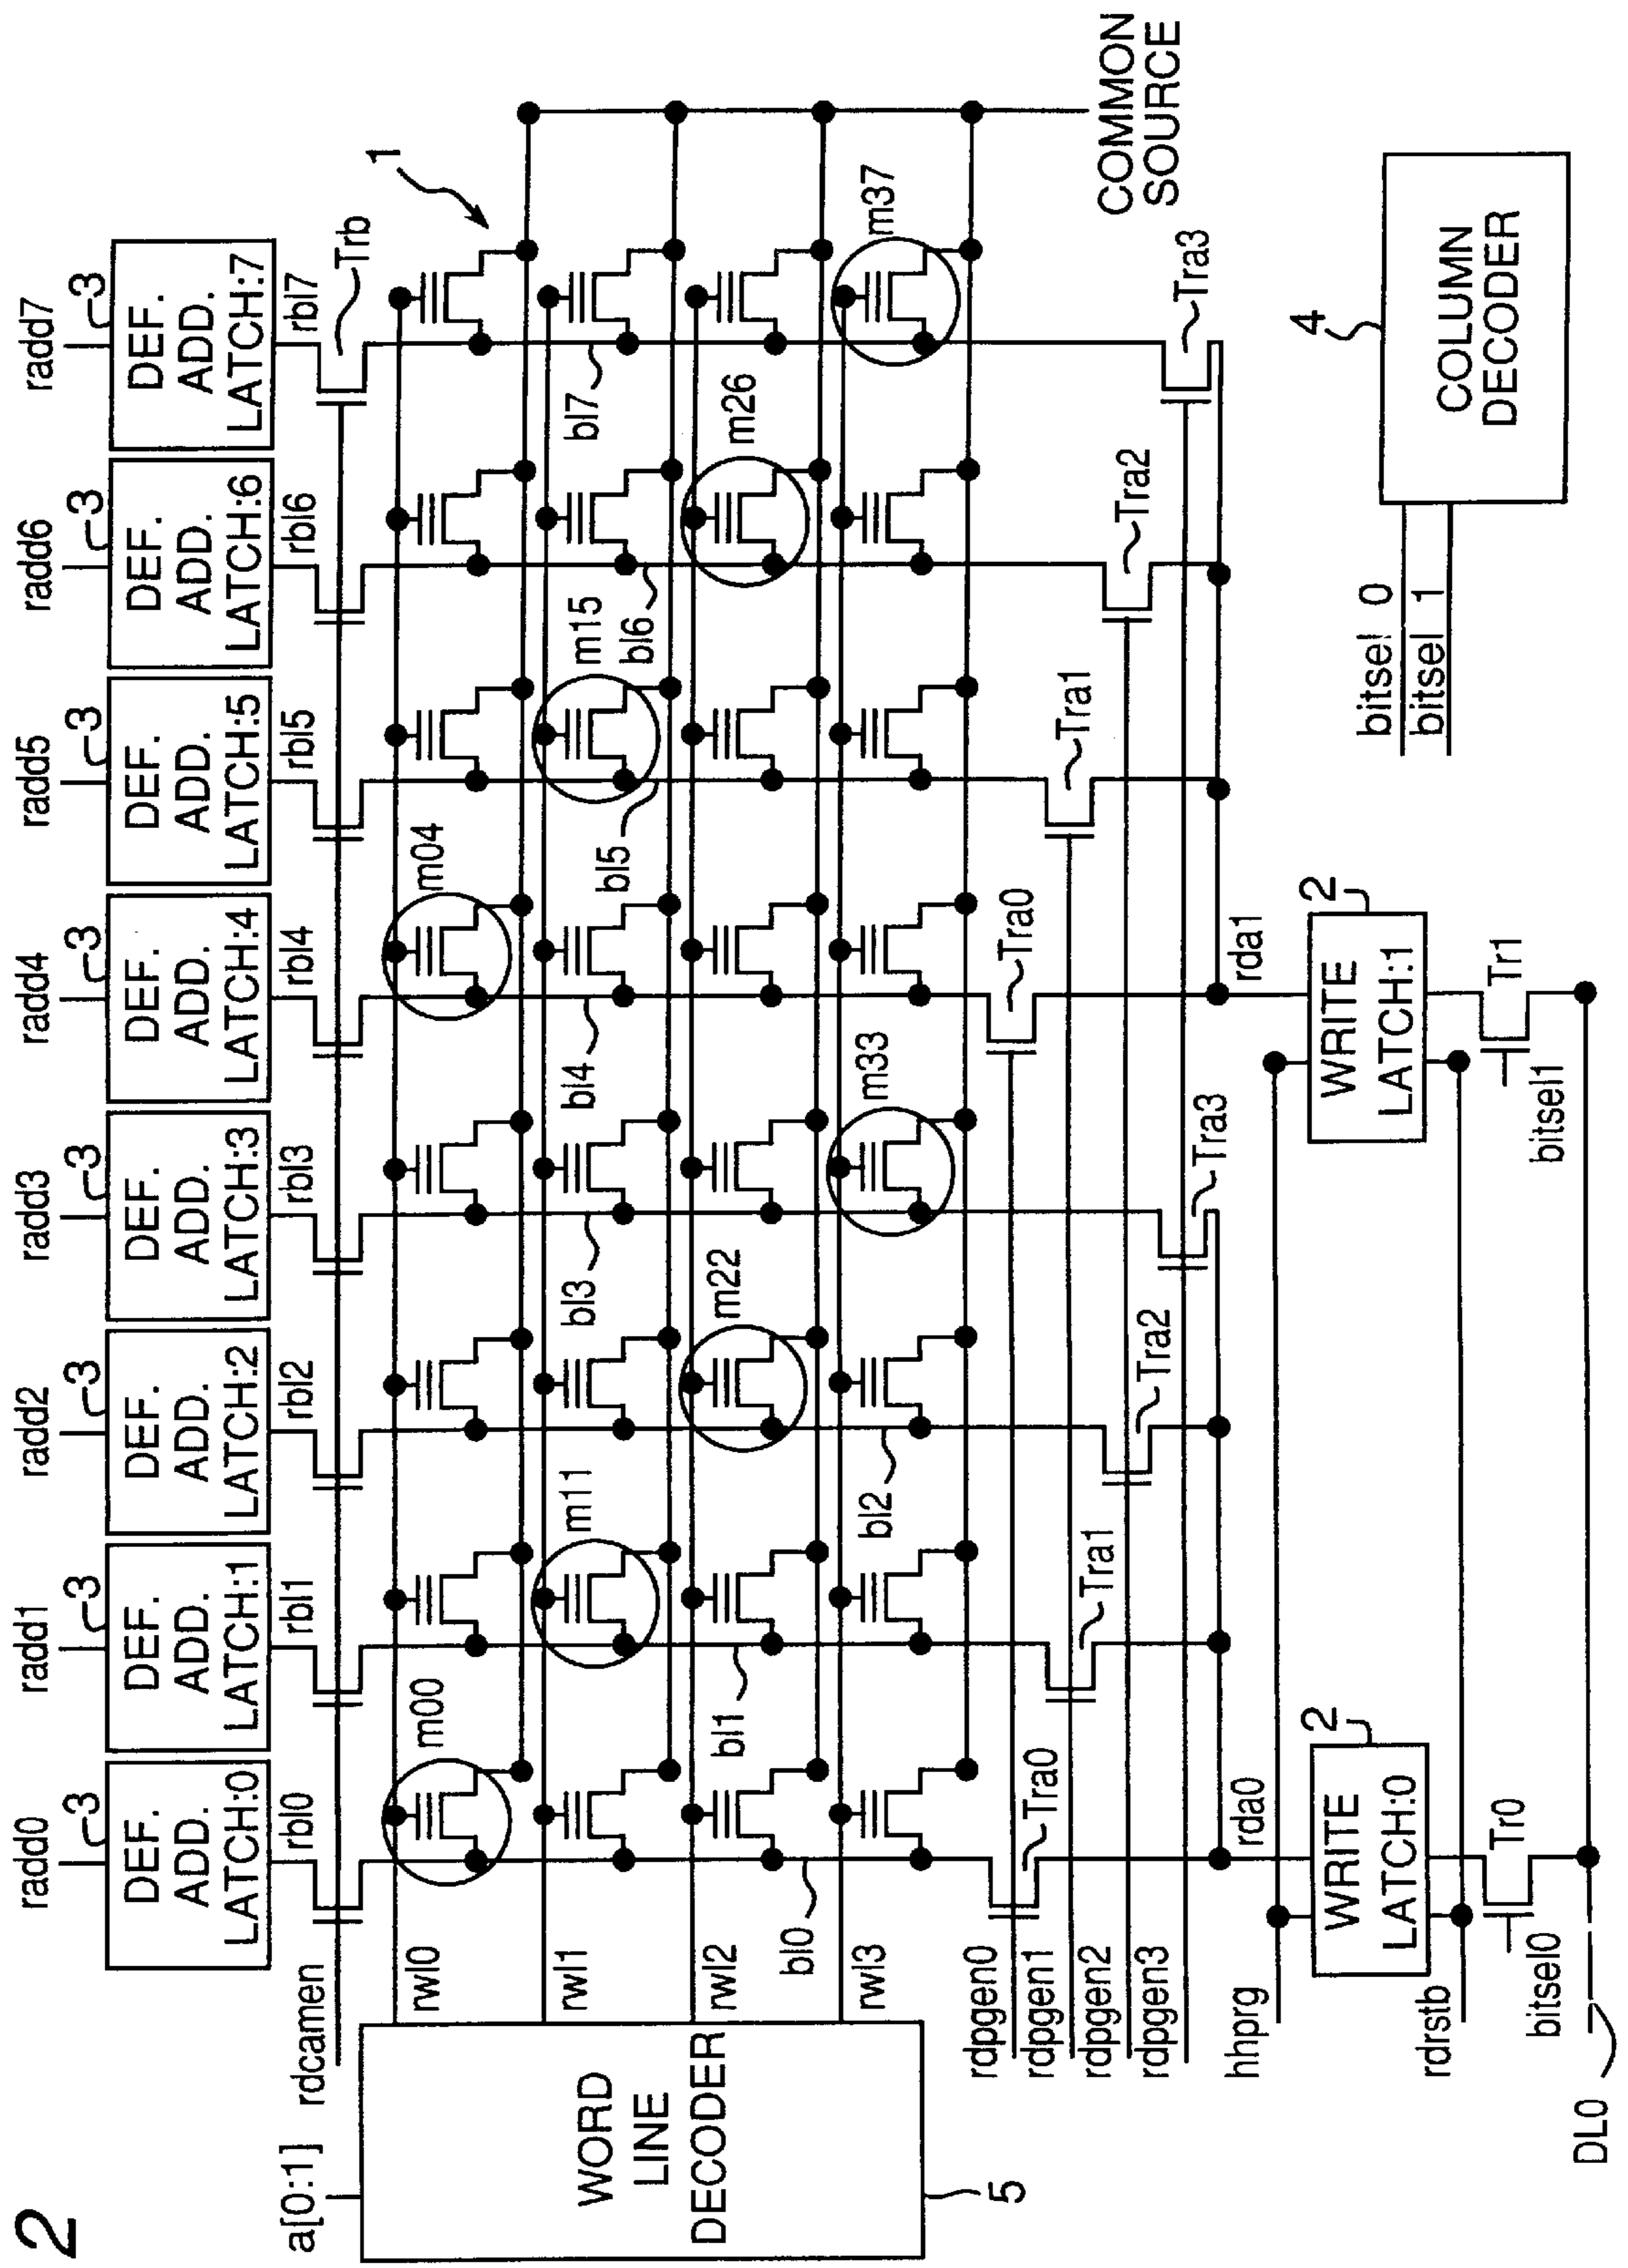 2
radd0
radd1
radd2
radd3
radd4
radd5
radd6
radd7
3
3
3
3
3
3
3
3
DEF.
ADD.
LATCH:0
DEF.
ADD.
LATCH:1
DEF.
ADD.
LATCH:2
DEF.
ADD.
LATCH:3
DEF.
ADD.
LATCH:4
DEF.
ADD.
LATCH:5
DEF.
ADD.
LATCH:6
DEF.
ADD.
LATCH:7
rbl0
rbl1
rbl2
rbl3
rbl4
rbl5
rbl6
rbl7
Trb
rdcamen
a[0:1]
1
WORD
LINE
DECODER
5
rwl0
rwl1
rwl2
rwl3
m00
m04
m11
m15
m22
m26
m33
m37
bl0
bl1
bl2
bl3
bl4
bl5
bl6
bl7
COMMON
SOURCE
rdpgen0
rdpgen1
rdpgen2
rdpgen3
Tra0
Tra1
Tra2
Tra3
Tra0
Tra1
Tra2
Tra3
rda0
rda1
hhprg
WRITE
LATCH:0
2
WRITE
LATCH:1
2
rdrstb
bitsel0
Tr0
bitsel1
Tr1
DL0
bitsel 0
bitsel 1
4
COLUMN
DECODER